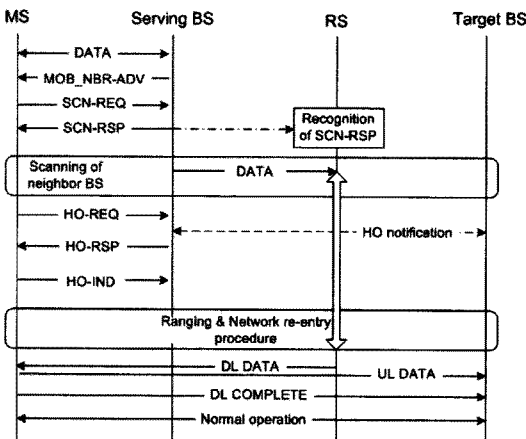 MS Serving BS RS Target BS
DATA
MOB_NBR-ADV
SCN-REQ
SCN-RSP
Recognition
of SCN-RSP
Scanning of
neighbor BS
DATA
HO-REQ
HO notification
HO-RSP
HO-IND
Ranging & Network re-entry
procedure
DL DATA
UL DATA
DL COMPLETE
Normal operation